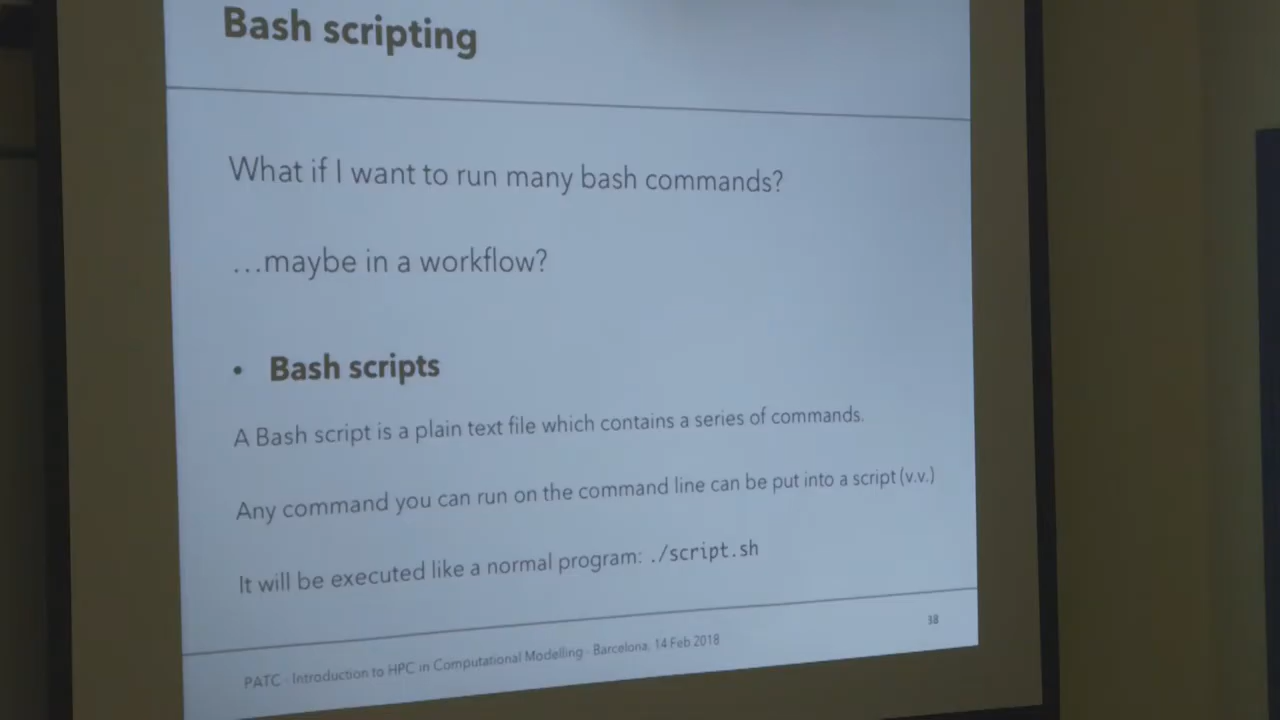 Bash scripting
What if I want to run many bash commands?
...maybe in a workflow?
• Bash scripts
A Bash script is a plain text file which contains a series of commands.
Any command you can run on the command line can be put into a script (v.v.)
It will be executed like a normal program: ./script.sh
38
PATC - Introduction to HPC in Computational Modelling - Barcelona, 14 Feb 2018